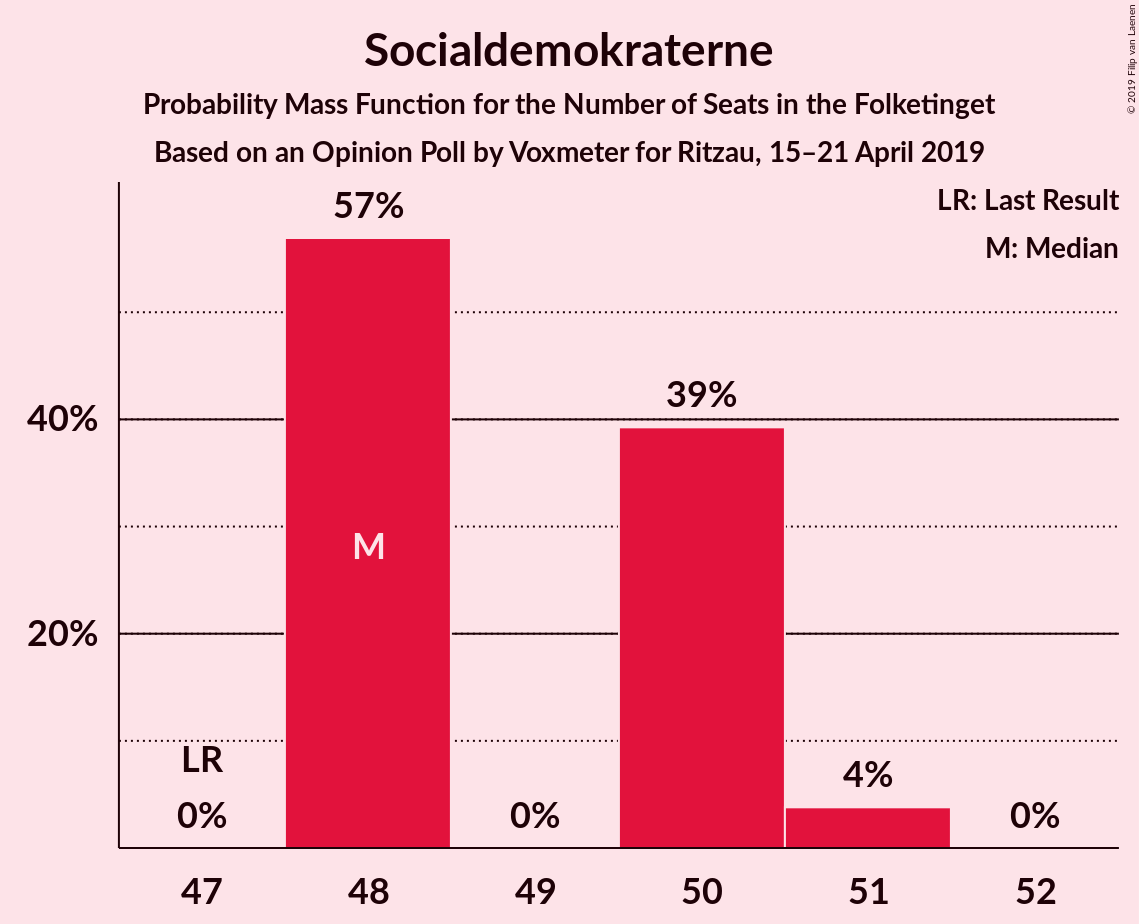 Socialdemokraterne
Probability Mass Function for the Number of Seats in the Folketinget
Based on an Opinion Poll by Voxmeter for Ritzau, 15–21 April 2019
© 2019 Filip van Laenen
LR: Last Result
M: Median
57%
39%
40%
M
20%
LR
4%
0%
0%
0%
47
48
49
50
51
52